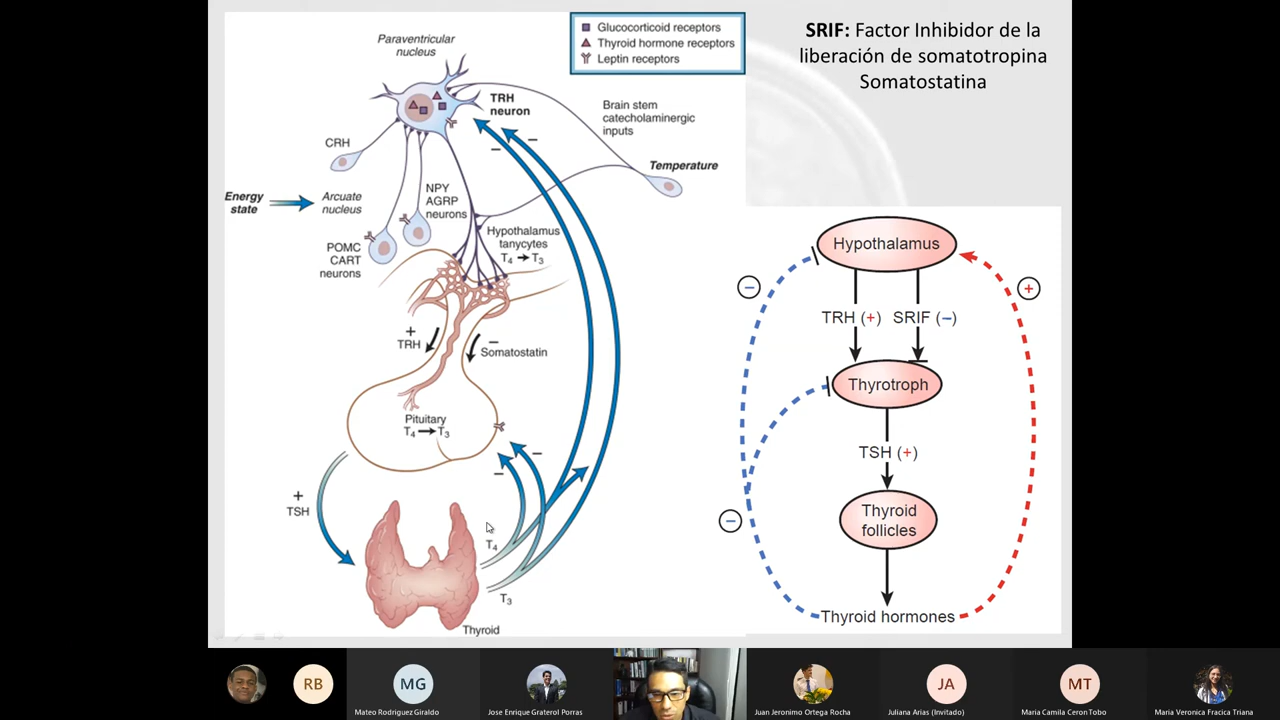 SRIF: Factor Inhibidor de la
liberación de somatotropina
Somatostatina
Glucocorticoid receptors
Thyroid hormone receptors
Leptin receptors
Paraventricular
nucleus
TRH
neuron
Brain stem
catecholaminergic
inputs
CRH
Temperature
Energy
state
Arcuate
nucleus
NPY
AGRP
neurons
POMC
CART
neurons
Hypothalamus
tanycytes
T4 → T3
+
TRH
−
Somatostatin
Pituitary
T4 → T3
−
−
−
−
+
TSH
T4
T3
Thyroid
Hypothalamus
−
+
TRH (+) SRIF (−)
Thyrotroph
TSH (+)
Thyroid
follicles
−
Thyroid hormones
RB
MG
Mateo Rodriguez Giraldo
Jose Enrique Graterol Porras
Juan Jeronimo Ortega Rocha
JA
Juliana Arias (Invitado)
MT
Maria Camila Ceron Tobo
Maria Veronica Fracica Triana